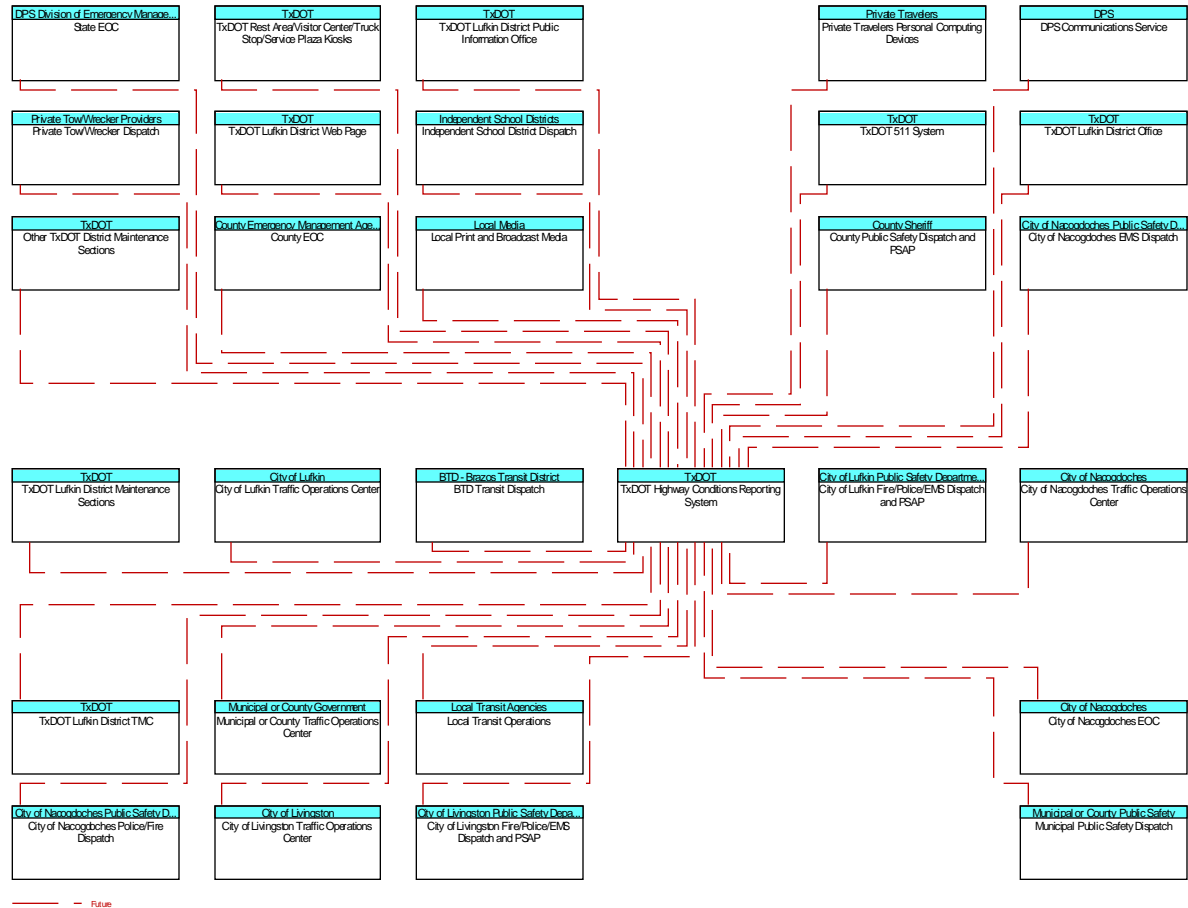 DPS Division of Emergency Manage...
State EOC
TxDOT
TxDOT Rest Area/Visitor Center/Truck
Stop/Service Plaza Kiosks
TxDOT
TxDOT Lufkin District Public
Information Office
Private Travelers
Private Travelers Personal Computing
Devices
DPS
DPS Communications Service
Private Tow/Wrecker Providers
Private Tow/Wrecker Dispatch
TxDOT
TxDOT Lufkin District Web Page
Independent School Districts
Independent School District Dispatch
TxDOT
TxDOT 511 System
TxDOT
TxDOT Lufkin District Office
TxDOT
Other TxDOT District Maintenance
Sections
County Emergency Management Age...
County EOC
Local Media
Local Print and Broadcast Media
County Sheriff
County Public Safety Dispatch and
PSAP
City of Nacogdoches Public Safety D...
City of Nacogdoches EMS Dispatch
TxDOT
TxDOT Lufkin District Maintenance
Sections
City of Lufkin
City of Lufkin Traffic Operations Center
BTD - Brazos Transit District
BTD Transit Dispatch
TxDOT
TxDOT Highway Conditions Reporting
System
City of Lufkin Public Safety Departme...
City of Lufkin Fire/Police/EMS Dispatch
and PSAP
City of Nacogdoches
City of Nacogdoches Traffic Operations
Center
TxDOT
TxDOT Lufkin District TMC
Municipal or County Government
Municipal or County Traffic Operations
Center
Local Transit Agencies
Local Transit Operations
City of Nacogdoches
City of Nacogdoches EOC
City of Nacogdoches Public Safety D...
City of Nacogdoches Police/Fire
Dispatch
City of Livingston
City of Livingston Traffic Operations
Center
City of Livingston Public Safety Depa...
City of Livingston Fire/Police/EMS
Dispatch and PSAP
Municipal or County Public Safety
Municipal Public Safety Dispatch
Future